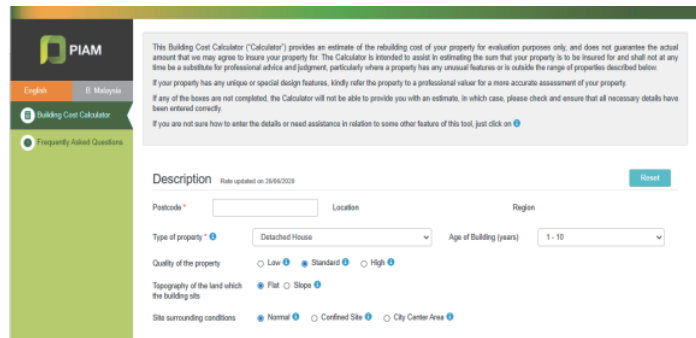 PIAM
English B. Malaysia
Building Cost Calculator
Frequently Asked Questions
This Building Cost Calculator ("Calculator") provides an estimate of the rebuilding cost of your property for evaluation purposes only, and does not guarantee the actual
amount that we may agree to insure your property for. The Calculator is intended to assist in estimating the sum that your property is to be insured for and shall not at any
time be a substitute for professional advice and judgment, particularly where a property has any unusual features or is outside the range of properties described below.
If your property has any unique or special design features, kindly refer the property to a professional valuer for a more accurate assessment of your property.
If any of the boxes are not completed, the Calculator will not be able to provide you with an estimate, in which case, please check and ensure that all necessary details have
been entered correctly.
If you are not sure how to enter the details or need assistance in relation to some other feature of this tool, just click on
Description Rate updated on 26/06/2020 Reset
Postcode * Location Region
Type of property * Detached House Age of Building (years) 1 - 10
Quality of the property Low Standard High
Topography of the land which
the building sits
Flat Slope
Site surrounding conditions Normal Confined Site City Center Area